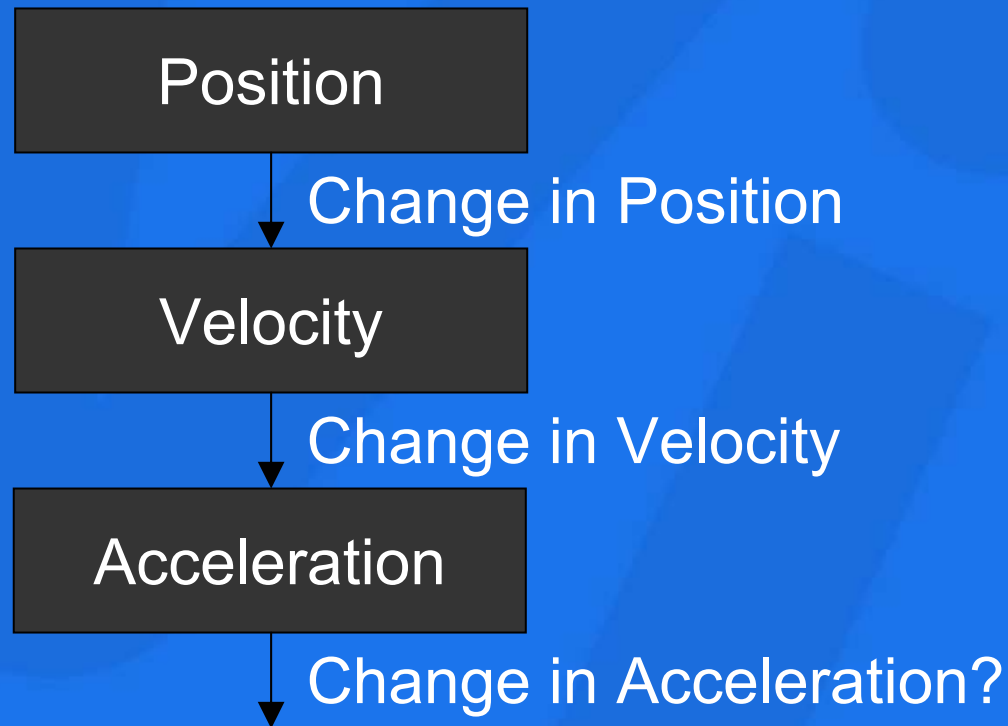 Position
Change in Position
Velocity
Change in Velocity
Acceleration
Change in Acceleration?